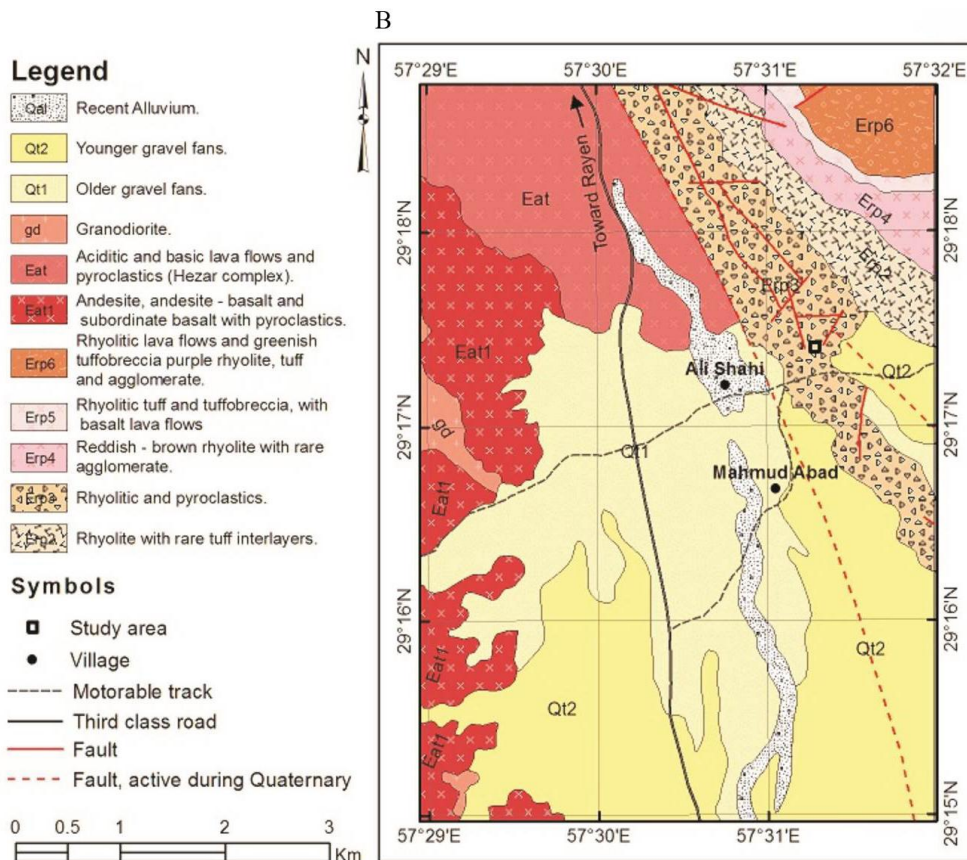 B
Legend
Qal Recent Alluvium.
Qt2 Younger gravel fans.
Qt1 Older gravel fans.
gd Granodiorite.
Eat Aciditic and basic lava flows and
pyroclastics (Hezar complex).
Eat1 Andesite, andesite - basalt and
subordinate basalt with pyroclastics.
Erp6 Rhyolitic lava flows and greenish
tuffobreccia purple rhyolite, tuff
and agglomerate.
Erp5 Rhyolitic tuff and tuffobreccia, with
basalt lava flows
Erp4 Reddish - brown rhyolite with rare
agglomerate.
Erp3 Rhyolitic and pyroclastics.
Erp2 Rhyolite with rare tuff interlayers.
Symbols
Study area
Village
Motorable track
Third class road
Fault
Fault, active during Quaternary
0 0.5 1 2 3
Km
N
57°29'E 57°30'E 57°31'E 57°32'E
Toward Rayen
Erp6
Eat
Erp4
29°18'N 29°18'N
Erp2
Erp3
Eat1
Ali Shahi
Qt2
29°17'N 29°17'N
gd
Qt1
Mahmud Abad
Eat1
29°16'N 29°16'N
Eat1
Qt2
Qt2
Eat1
29°15'N 29°15'N
57°29'E 57°30'E 57°31'E